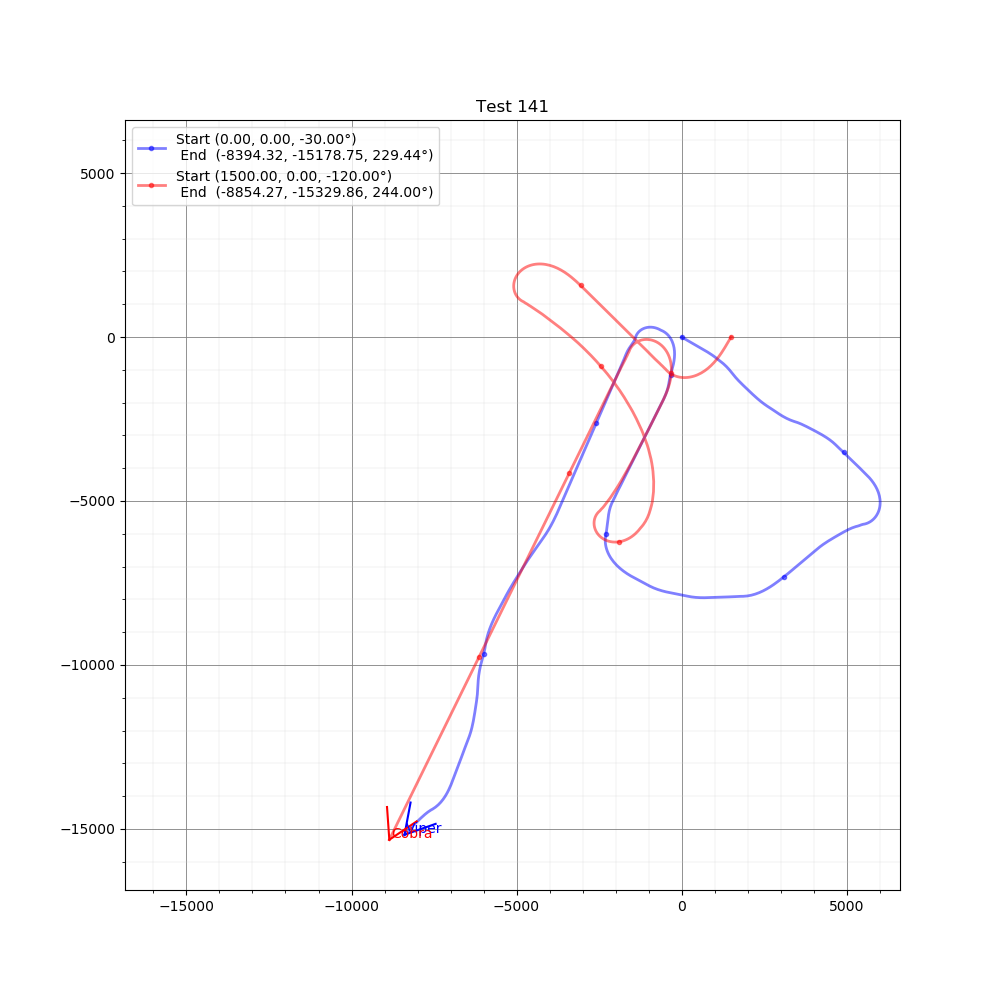 Test 141
Start (0.00, 0.00, -30.00°)
End  (-8394.32, -15178.75, 229.44°)
Start (1500.00, 0.00, -120.00°)
End  (-8854.27, -15329.86, 244.00°)
5000
0
−5000
−10000
−15000
Viper
Cobra
−15000
−10000
−5000
0
5000